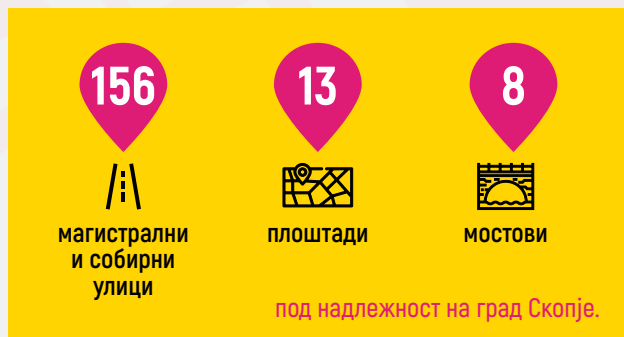 156
13
8
магистрални
и собирни
улици
плоштади
мостови
под надлежност на град Скопје.